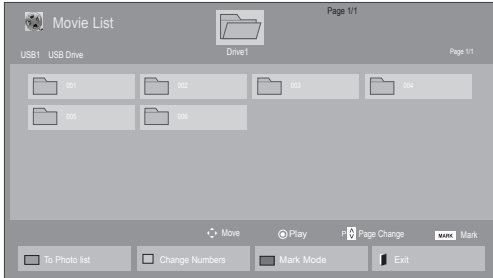 Page 1/1
Movie List
Drive1
USB1 USB Drive
Page 1/1
001 002 003 004
005 006
Move Play P Page Change MARK Mark
To Photo list Change Numbers Mark Mode Exit